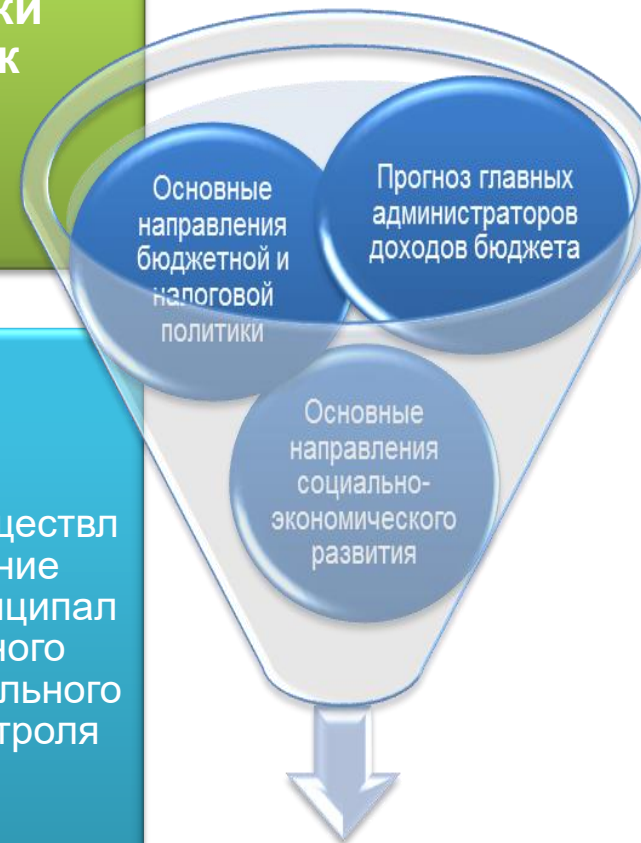 ки
к
Основные
направления
бюджетной и
налоговой
политики
Прогноз главных
администраторов
доходов бюджета
Основные
направления
социально-
экономического
развития
ществл
ние
иципал
ного
льного
троля